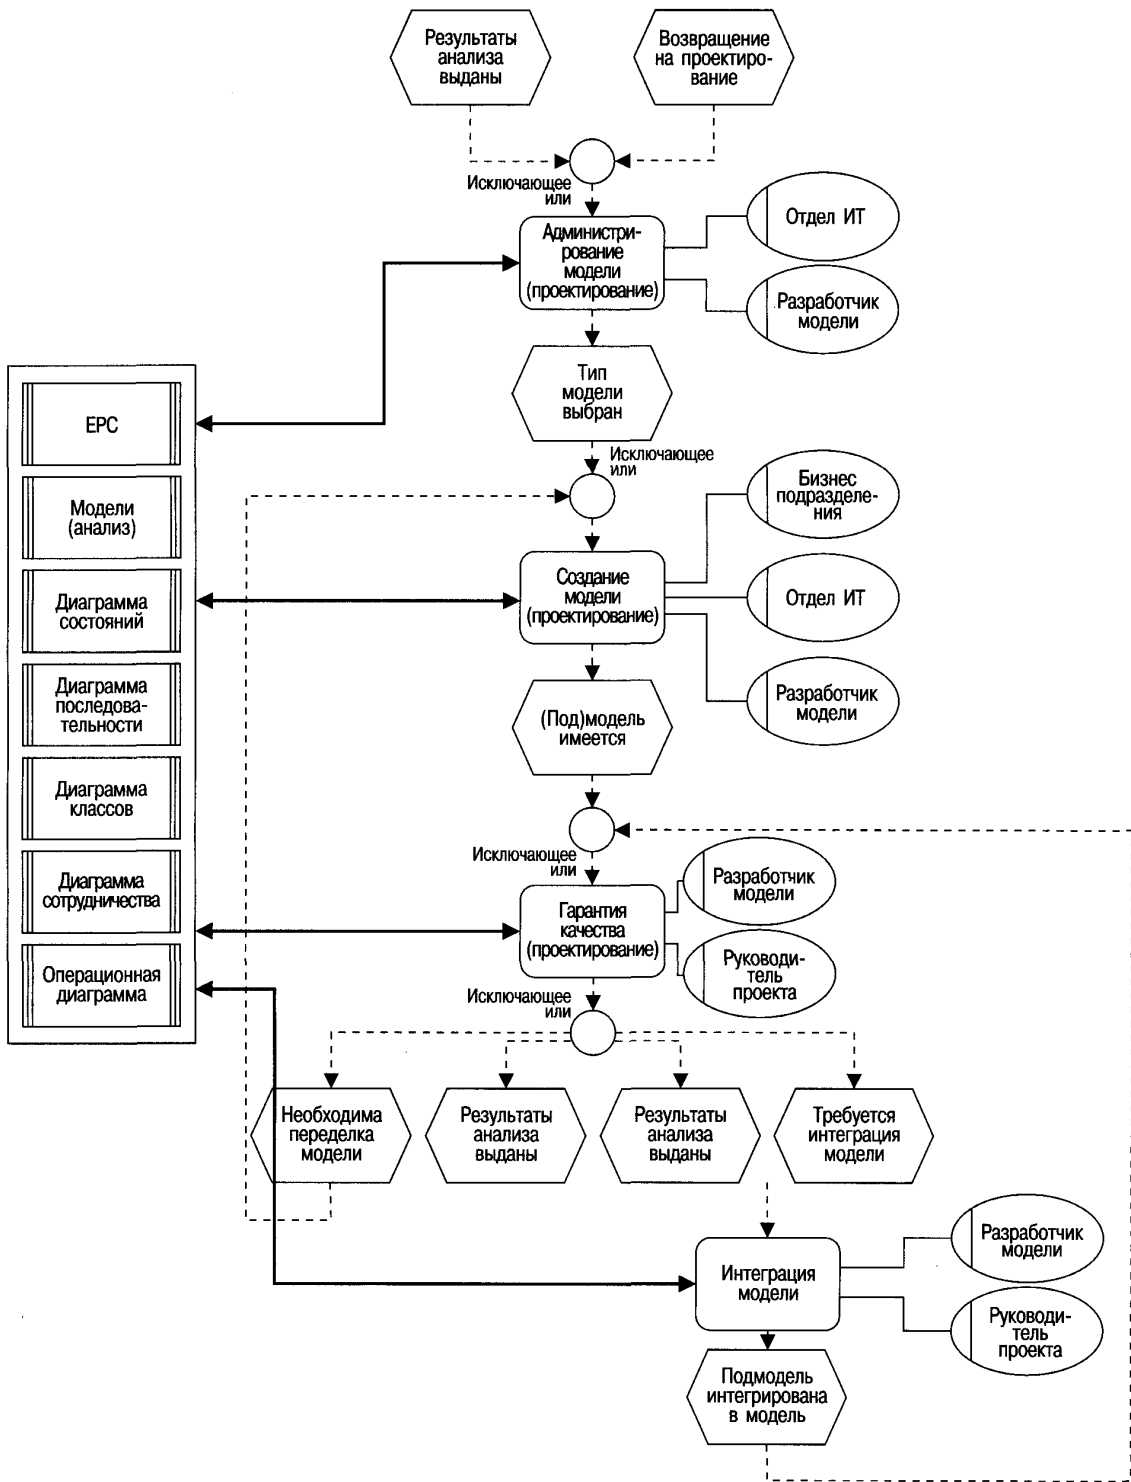 Результаты
анализа
выданы
Возвращение
на проектиро-
вание
Исключающее
или
Администри-
рование
модели
(проектирование)
Отдел ИТ
Разработчик
модели
Тип
модели
выбран
EPC
Модели
(анализ)
Диаграмма
состояний
Диаграмма
последова-
тельности
Диаграмма
классов
Диаграмма
сотрудничества
Операционная
диаграмма
Исключающее
или
Бизнес
подразделе-
ния
Создание
модели
(проектирование)
Отдел ИТ
Разработчик
модели
(Под)модель
имеется
Исключающее
или
Разработчик
модели
Гарантия
качества
(проектирование)
Руководи-
тель
проекта
Исключающее
или
Необходима
переделка
модели
Результаты
анализа
выданы
Результаты
анализа
выданы
Требуется
интеграция
модели
Разработчик
модели
Интеграция
модели
Руководи-
тель
проекта
Подмодель
интегрирована
в модель